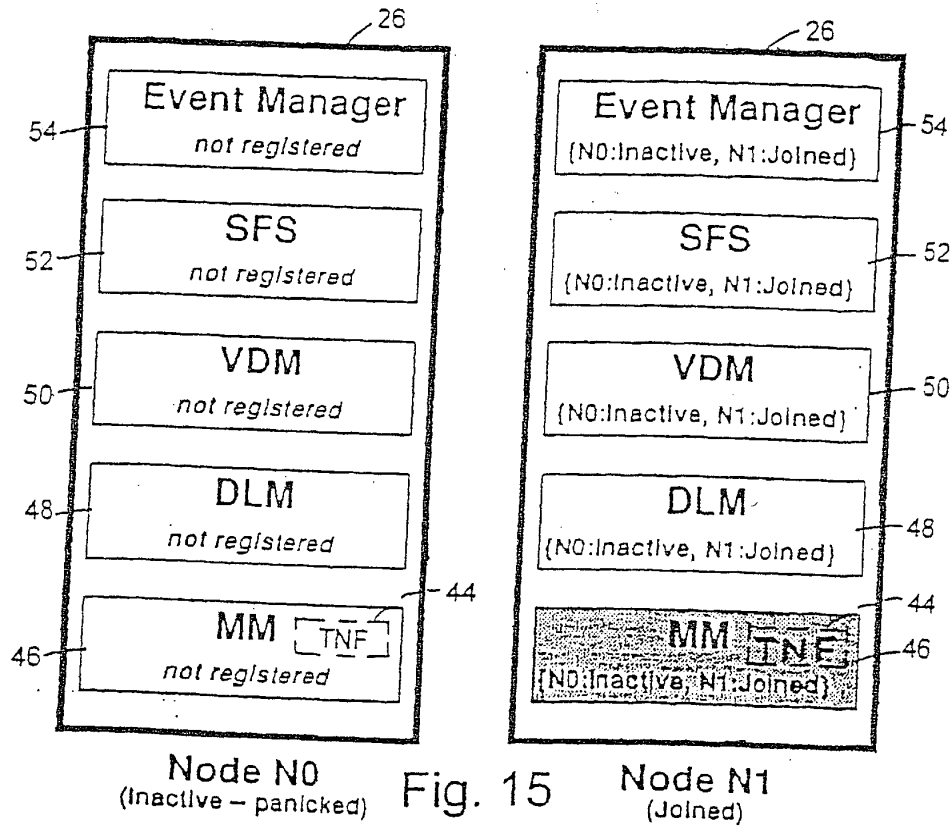 26
Event Manager
not registered
54
SFS
not registered
52
VDM
not registered
50
DLM
not registered
48
44
MM
TNF
not registered
46
Node N0
(Inactive – panicked)
26
Event Manager
{N0:Inactive, N1:Joined}
54
SFS
{N0:Inactive, N1:Joined}
52
VDM
{N0:Inactive, N1:Joined}
50
DLM
{N0:Inactive, N1:Joined}
48
44
MM
TNF
46
{N0:Inactive, N1:Joined}
Node N1
(Joined)
Fig. 15